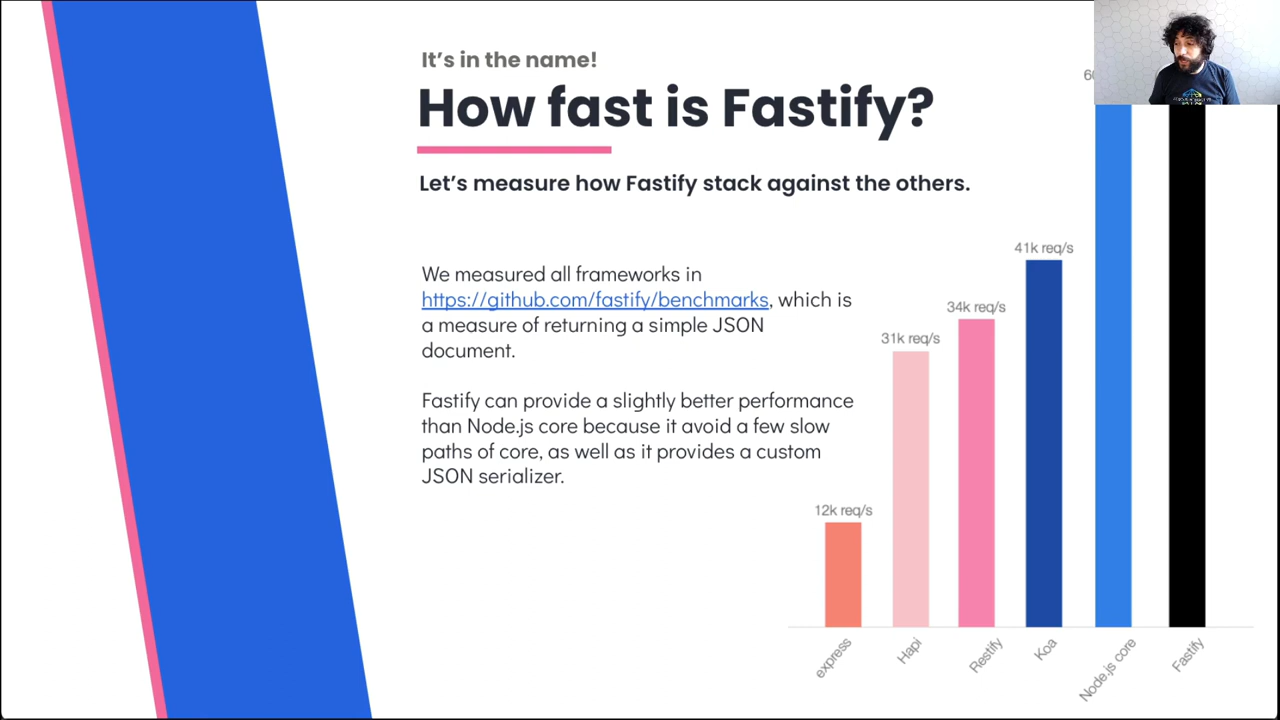 It's in the name!
How fast is Fastify?
Let's measure how Fastify stack against the others.
We measured all frameworks in
https://github.com/fastify/benchmarks, which is
a measure of returning a simple JSON
document.
Fastify can provide a slightly better performance
than Node.js core because it avoid a few slow
paths of core, as well as it provides a custom
JSON serializer.
12k req/s
31k req/s
34k req/s
41k req/s
express
Hapi
Restify
Koa
Node.js core
Fastify